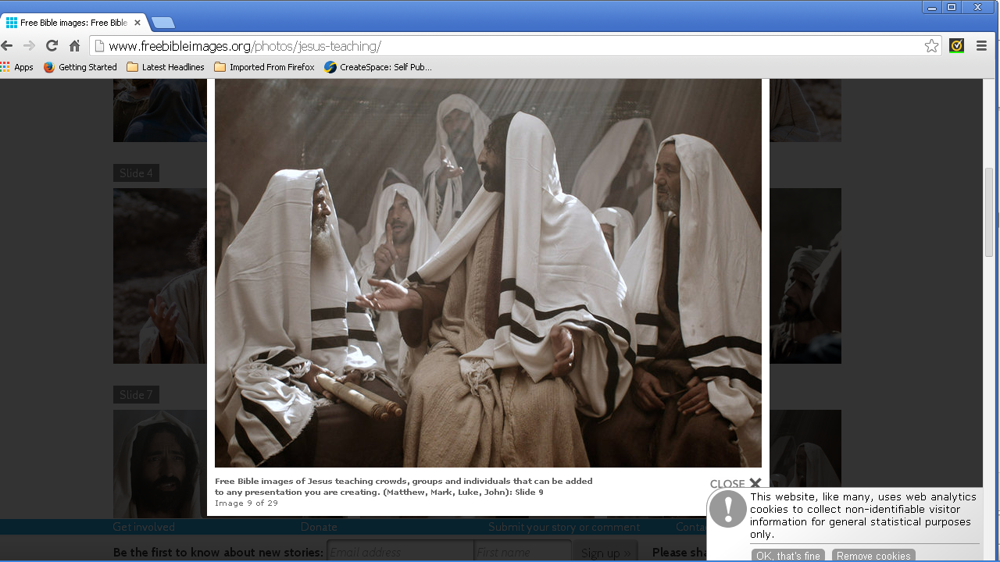 Free Bible images: Free Bible
www.freebibleimages.org/photos/jesus-teaching/
Apps
Getting Started
Latest Headlines
Imported From Firefox
CreateSpace: Self Pub...
Slide 4
Slide 7
Free Bible images of Jesus teaching crowds, groups and individuals that can be added
to any presentation you are creating. (Matthew, Mark, Luke, John): Slide 9
Image 9 of 29
CLOSE
This website, like many, uses web analytics
cookies to collect non-identifiable visitor
information for general statistical purposes
only.
OK, that's fine
Remove cookies
Get involved
Donate
Submit your story or comment
Be the first to know about new stories:
Email address
First name
Sign up »
Please